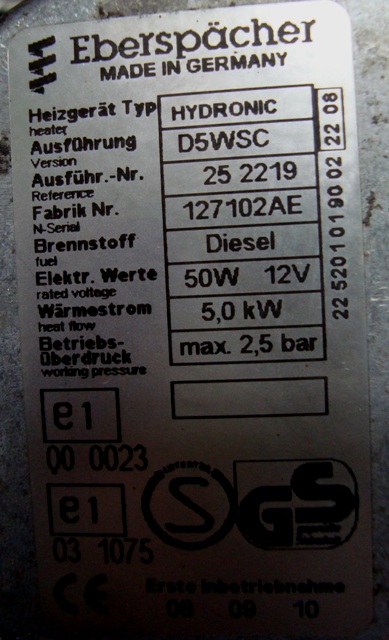 Eberspächer
MADE IN GERMANY
Heizgerät Typ HYDRONIC
heater
Ausführung D5WSC
Version
Ausführ.-Nr. 25 2219
Reference
Fabrik Nr. 127102AE
N-Serial
Brennstoff Diesel
fuel
Elektr. Werte 50W 12V
rated voltage
Wärmestrom 5,0 kW
heat flow
Betriebs-
überdruck max. 2,5 bar
working pressure
22 08
22 5201 01 90 02
e1
00 0023
e1
03 1075
S
GS
CE
Erste Inbetriebnahme
08 09 10